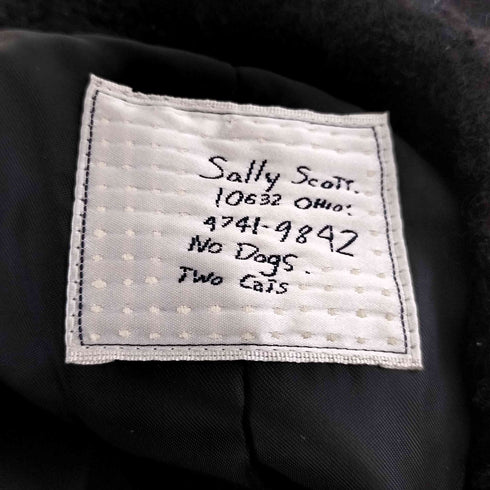 Sally Scott.
10632 Ohio.
4741-9842
No Dogs.
Two Cats